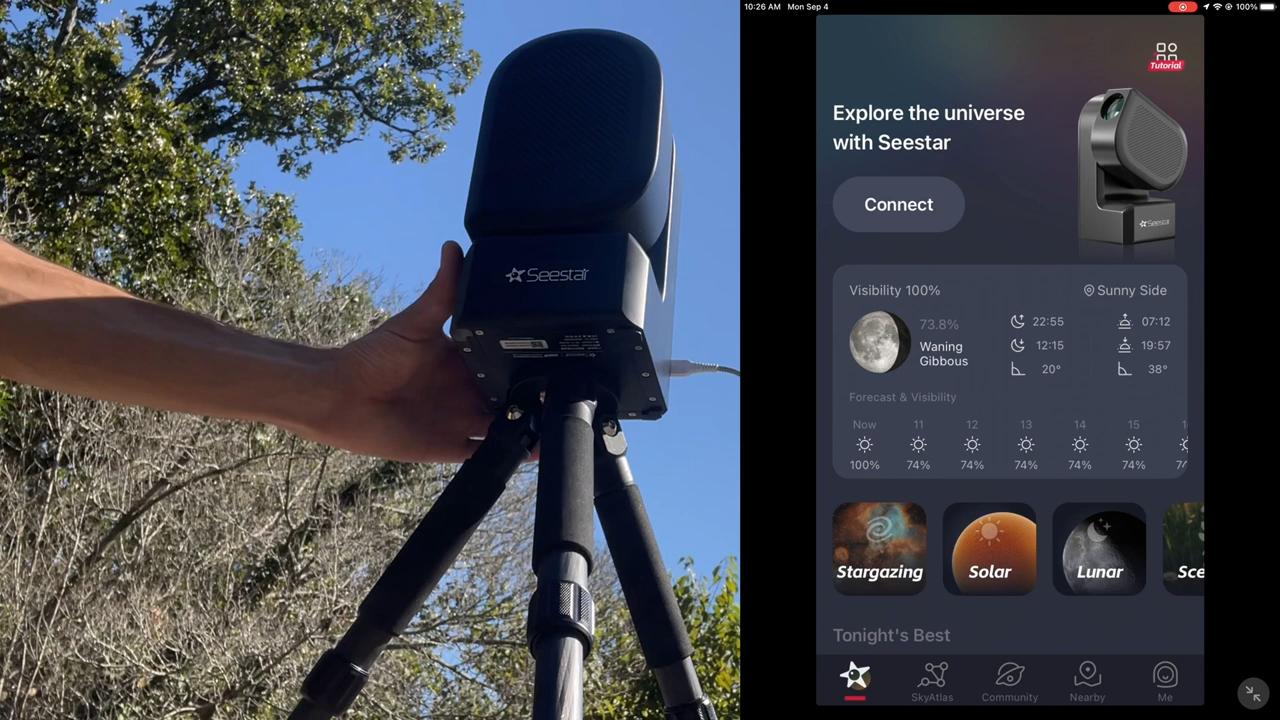 Seestar
10:26 AM Mon Sep 4
100%
Tutorial
Explore the universe
with Seestar
Connect
Seestar
Visibility 100%
Sunny Side
73.8%
Waning
Gibbous
22:55
07:12
12:15
19:57
20°
38°
Forecast & Visibility
Now 11 12 13 14 15
100% 74% 74% 74% 74% 74%
Stargazing
Solar
Lunar
Sce
Tonight's Best
SkyAtlas
Community
Nearby
Me